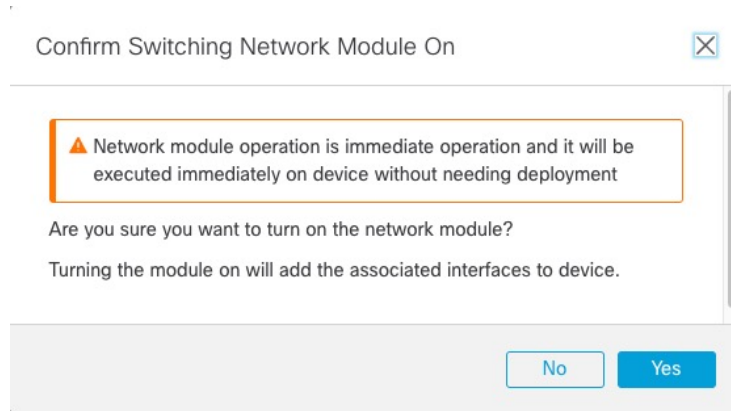 Confirm Switching Network Module On
Network module operation is immediate operation and it will be
executed immediately on device without needing deployment
Are you sure you want to turn on the network module?
Turning the module on will add the associated interfaces to device.
No
Yes